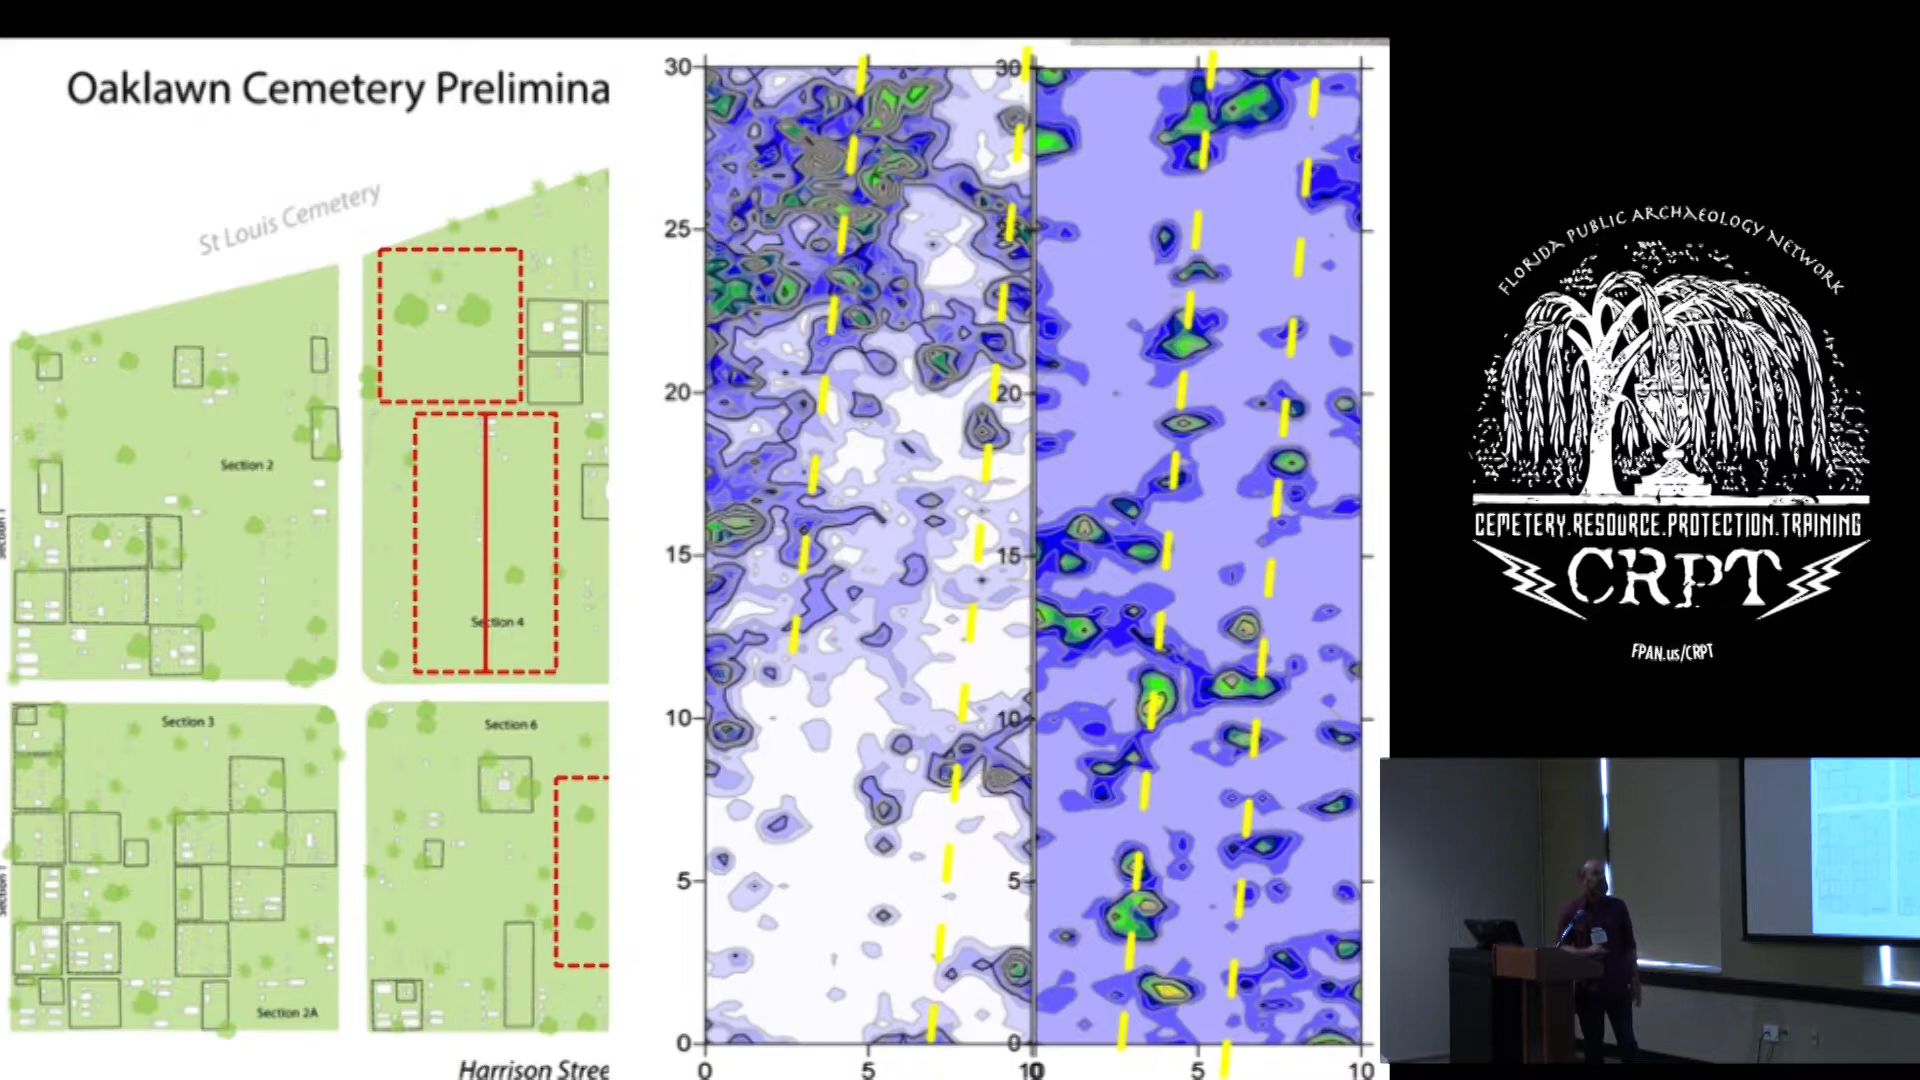 Oaklawn Cemetery Prelimina
St Louis Cemetery
Section 2
Section 4
Section 3
Section 6
Section 2A
Harrison Stree
30
25
20
15
10
5
0
0
5
10
30
20
15
10
5
0
0
5
10
FLORIDA PUBLIC ARCHAEOLOGY NETWORK
CEMETERY.RESOURCE.PROTECTION.TRAINING
CRPT
FPAN.us/CRPT